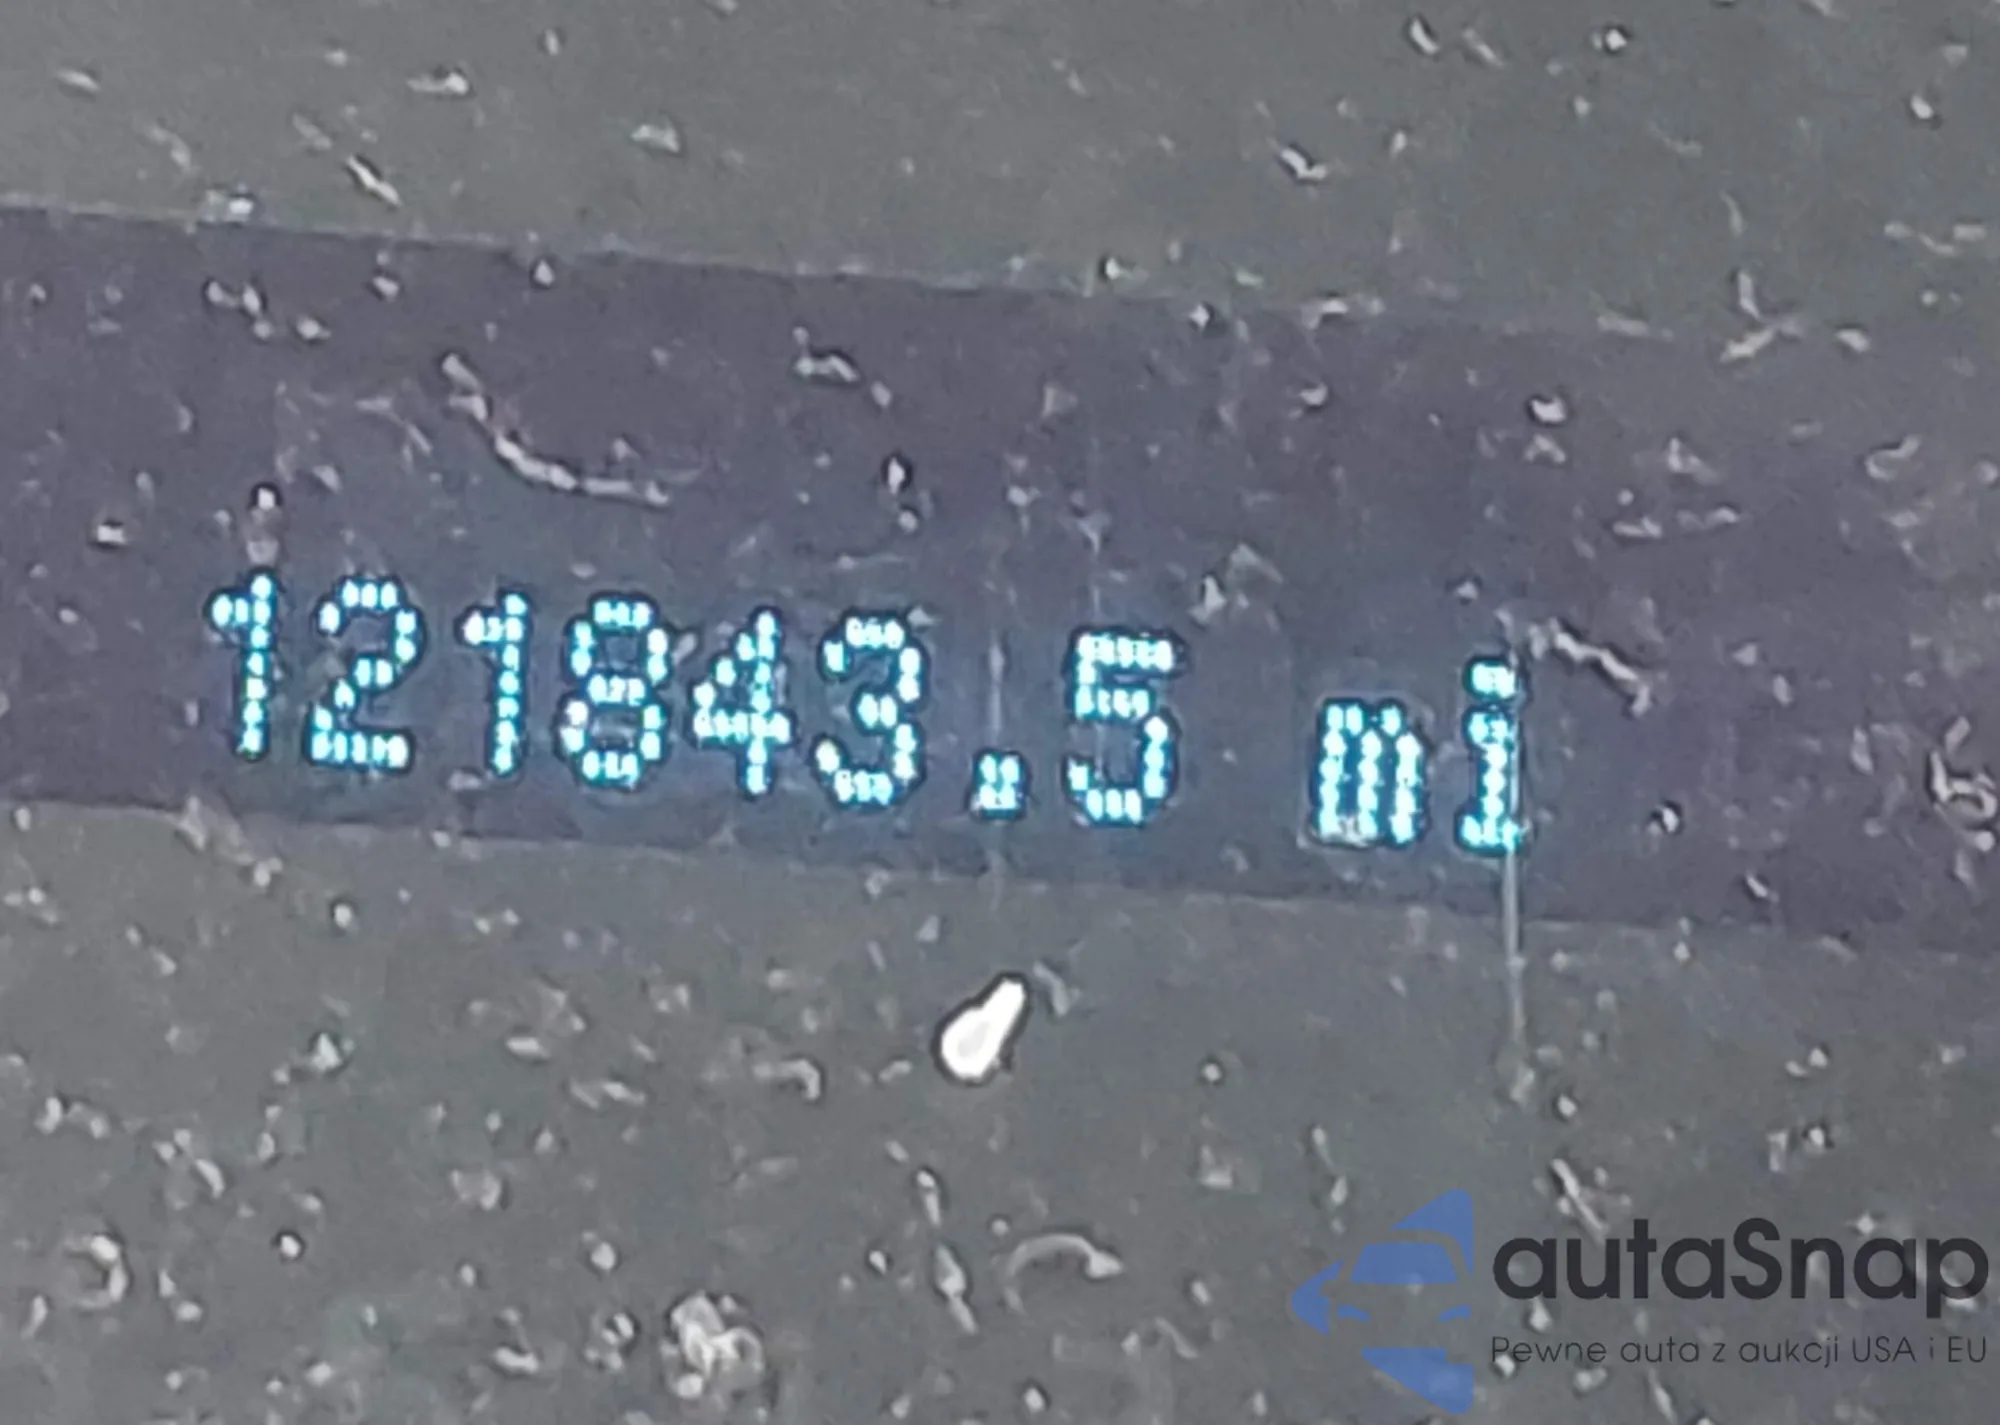 121843.5 mi
autaSnap
Pewne auta z aukcji USA i EU